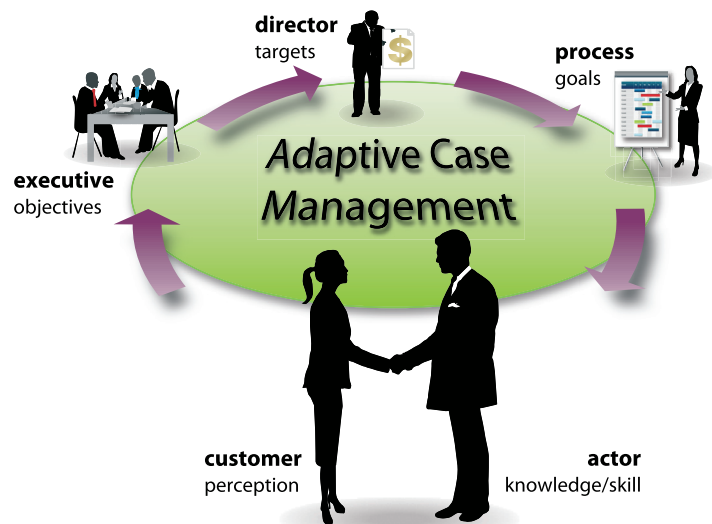 director
targets
process
goals
Adaptive Case
Management
executive
objectives
$
customer
perception
actor
knowledge/skill